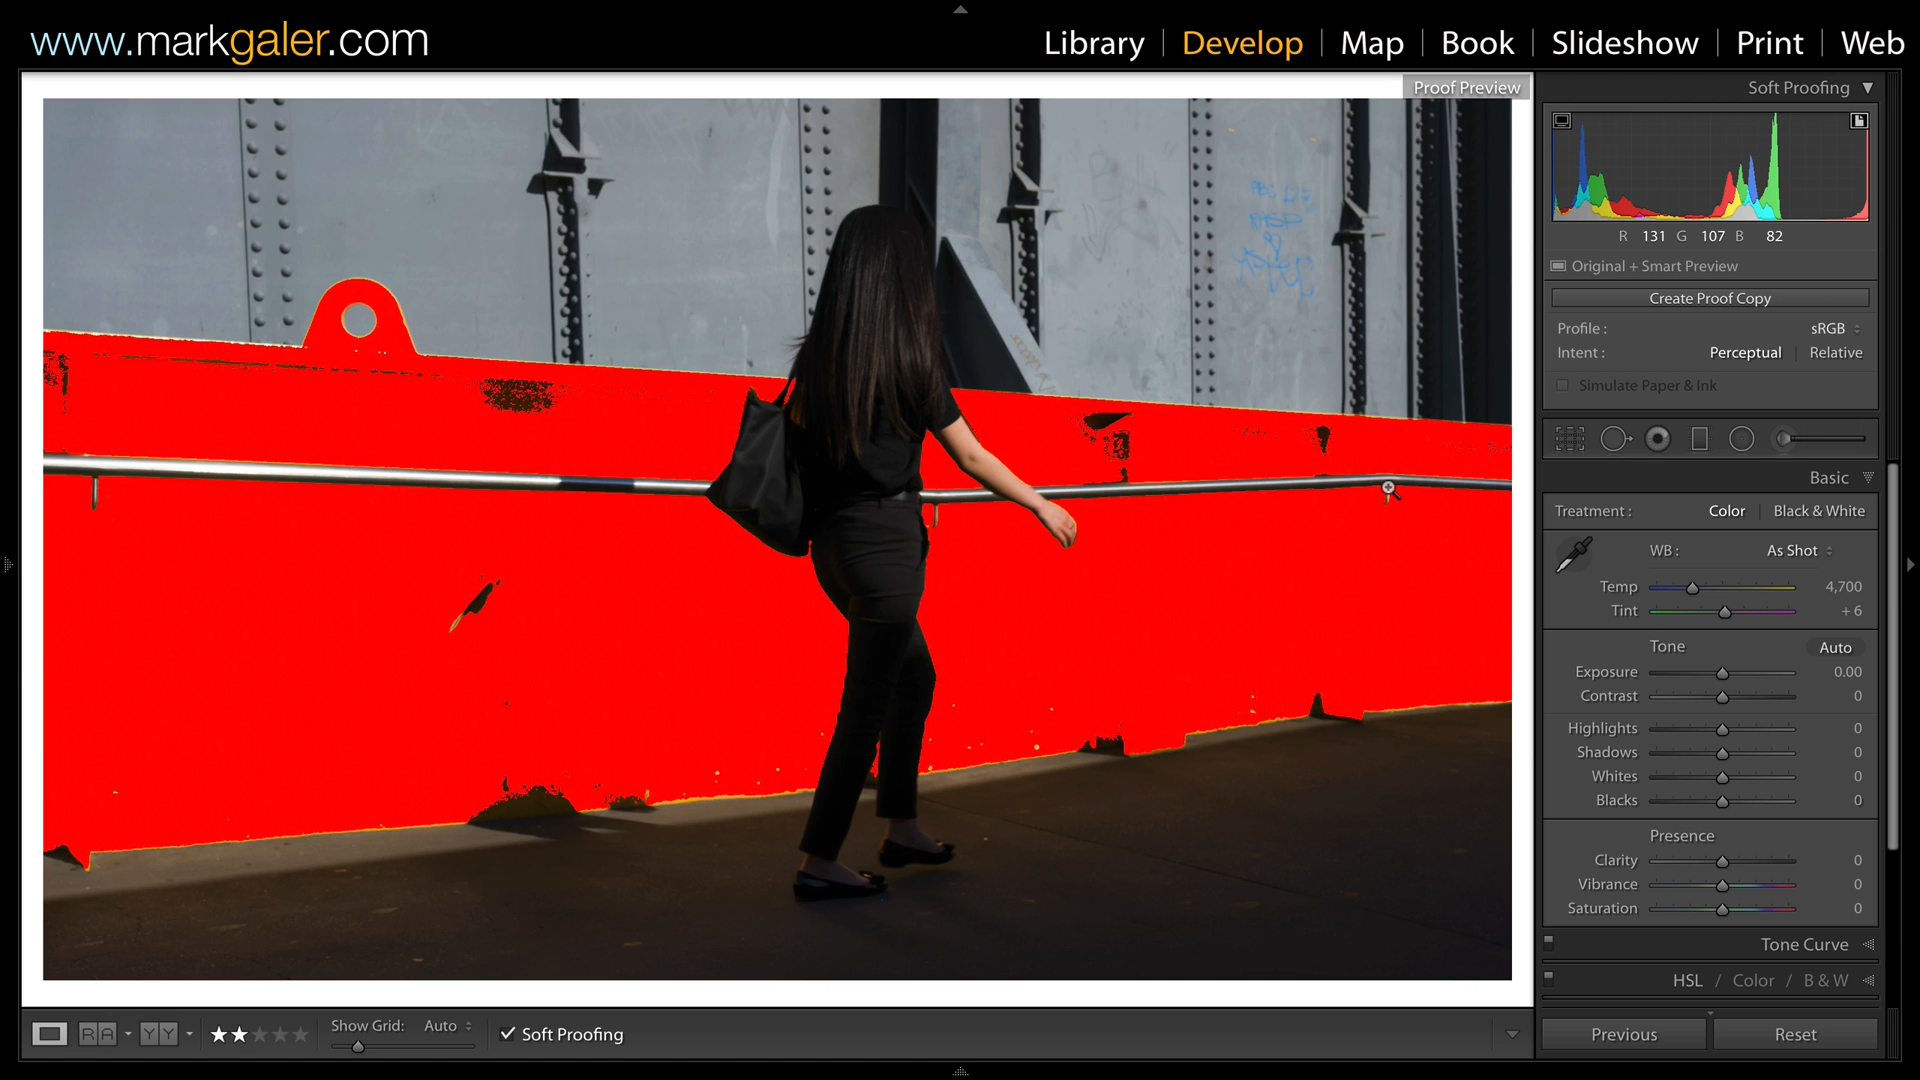 www.markgaler.com
Library | Develop | Map | Book | Slideshow | Print | Web
Proof Preview
Soft Proofing
R 131 G 107 B 82
Original + Smart Preview
Create Proof Copy
Profile : sRGB
Intent : Perceptual | Relative
Simulate Paper & Ink
Basic
Treatment : Color | Black & White
WB : As Shot
Temp 4,700
Tint + 6
Tone Auto
Exposure 0.00
Contrast 0
Highlights 0
Shadows 0
Whites 0
Blacks 0
Presence
Clarity 0
Vibrance 0
Saturation 0
Tone Curve
HSL / Color / B & W
R A Y Y Show Grid: Auto Soft Proofing
Previous Reset